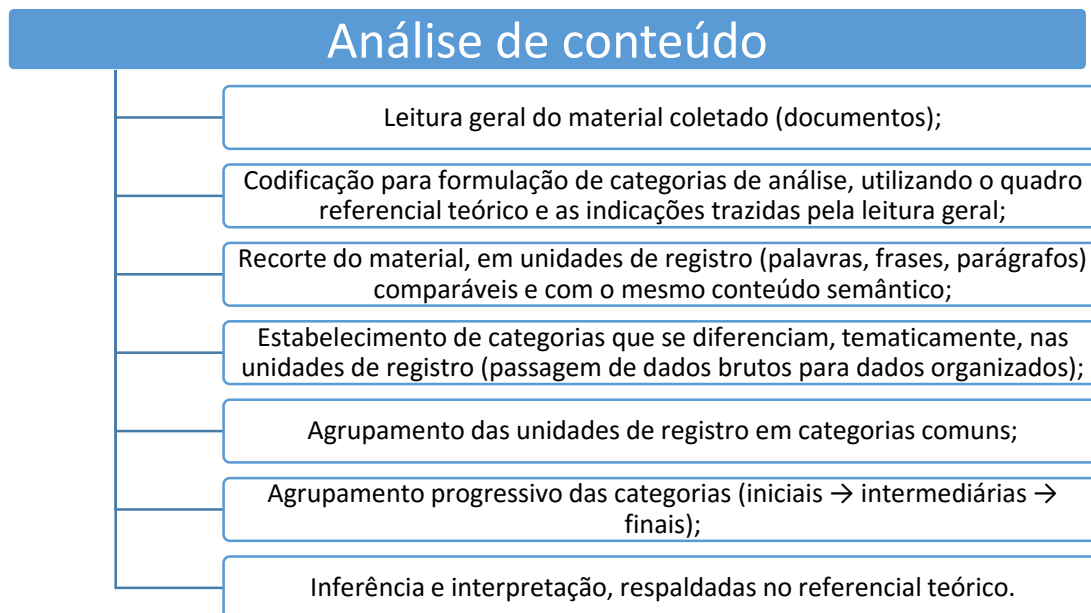 Análise de conteúdo
Leitura geral do material coletado (documentos);
Codificação para formulação de categorias de análise, utilizando o quadro
referencial teórico e as indicações trazidas pela leitura geral;
Recorte do material, em unidades de registro (palavras, frases, parágrafos)
comparáveis e com o mesmo conteúdo semântico;
Estabelecimento de categorias que se diferenciam, tematicamente, nas
unidades de registro (passagem de dados brutos para dados organizados);
Agrupamento das unidades de registro em categorias comuns;
Agrupamento progressivo das categorias (iniciais → intermediárias →
finais);
Inferência e interpretação, respaldadas no referencial teórico.